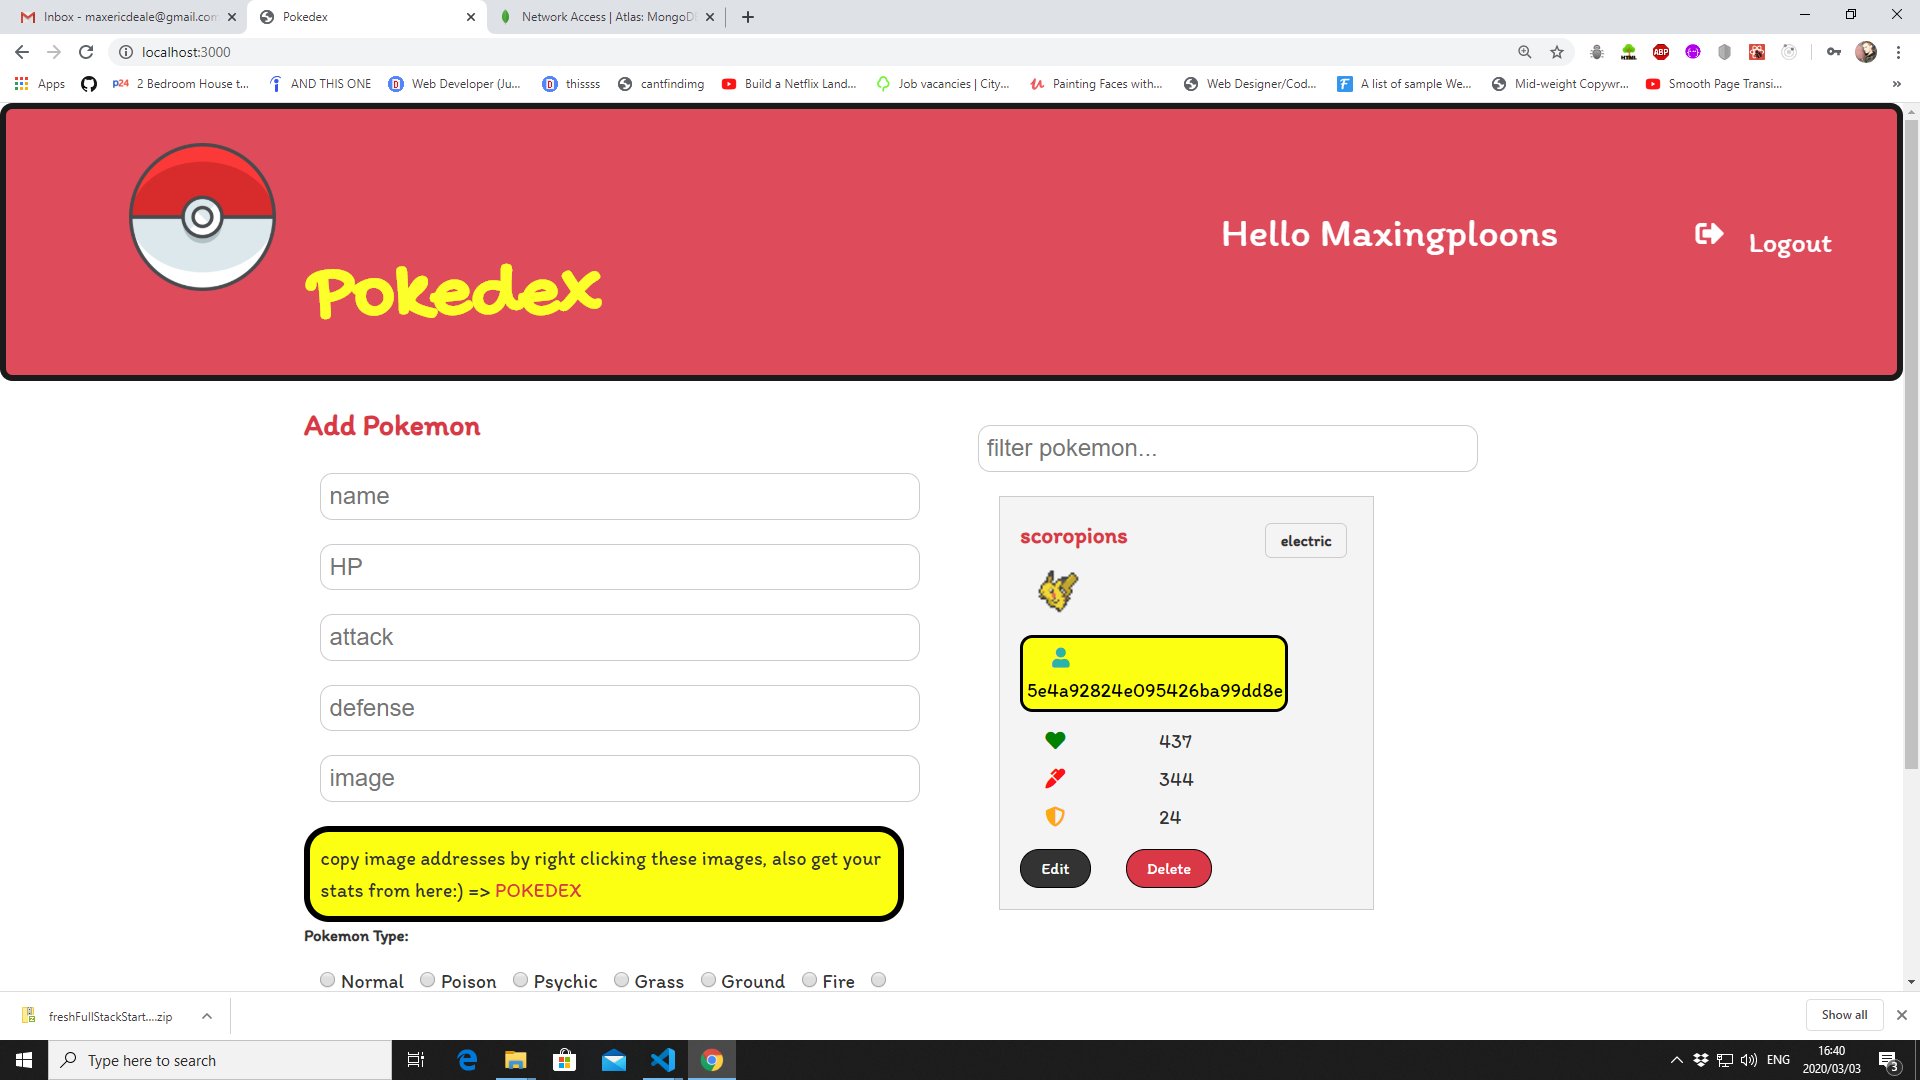 Inbox - maxericdeale@gmail.com
Pokedex
Network Access | Atlas: MongoD
localhost:3000
Apps
p24 2 Bedroom House t...
AND THIS ONE
Web Developer (Ju...
thissss
cantfindimg
Build a Netflix Land...
Job vacancies | City...
Painting Faces with...
Web Designer/Cod...
A list of sample We...
Mid-weight Copywr...
Smooth Page Transi...
»
Pokedex
Hello Maxingploons
Logout
Add Pokemon
name
HP
attack
defense
image
copy image addresses by right clicking these images, also get your
stats from here:) => POKEDEX
Pokemon Type:
Normal Poison Psychic Grass Ground Fire
filter pokemon...
scoropions
electric
5e4a92824e095426ba99dd8e
437
344
24
Edit Delete
freshFullStackStart....zip
Show all
Type here to search
ENG
16:40
2020/03/03
3